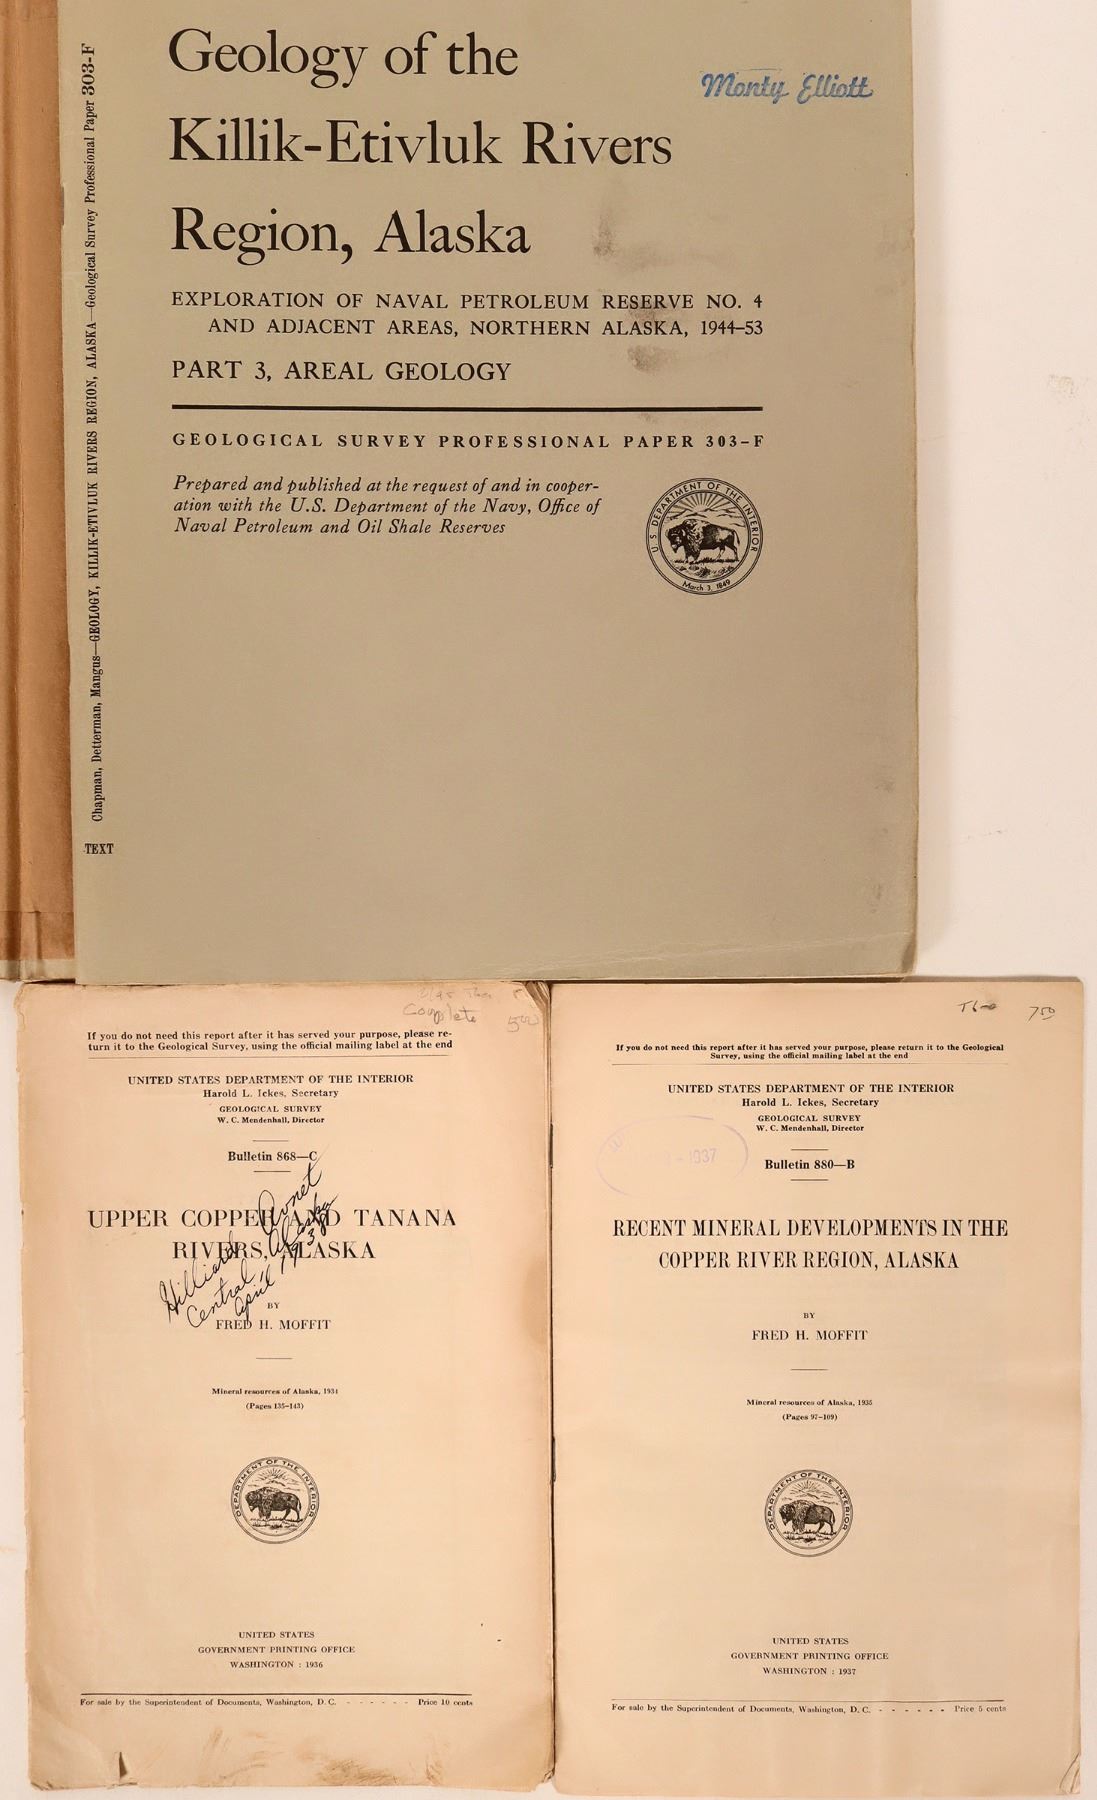 Geology of the
Killik-Etivluk Rivers
Region, Alaska
Monty Elliott
EXPLORATION OF NAVAL PETROLEUM RESERVE NO. 4
AND ADJACENT AREAS, NORTHERN ALASKA, 1944–53
PART 3, AREAL GEOLOGY
GEOLOGICAL SURVEY PROFESSIONAL PAPER 303–F
Prepared and published at the request of and in cooper-
ation with the U.S. Department of the Navy, Office of
Naval Petroleum and Oil Shale Reserves
U. S. DEPARTMENT OF THE INTERIOR
March 3, 1849
Chapman, Detterman, Mangus—GEOLOGY, KILLIK-ETIVLUK RIVERS REGION, ALASKA—Geological Survey Professional Paper 303-F
TEXT
Complete
If you do not need this report after it has served your purpose, please re-
turn it to the Geological Survey, using the official mailing label at the end
UNITED STATES DEPARTMENT OF THE INTERIOR
Harold L. Ickes, Secretary
GEOLOGICAL SURVEY
W. C. Mendenhall, Director
Bulletin 868—C
UPPER COPPER AND TANANA
RIVERS, ALASKA
Central, Alaska
April 1938
BY
FRED H. MOFFIT
Mineral resources of Alaska, 1934
(Pages 135–143)
DEPARTMENT OF THE INTERIOR
UNITED STATES
GOVERNMENT PRINTING OFFICE
WASHINGTON : 1936
For sale by the Superintendent of Documents, Washington, D. C. - - - - - - Price 10 cents
750
If you do not need this report after it has served your purpose, please return it to the Geological
Survey, using the official mailing label at the end
UNITED STATES DEPARTMENT OF THE INTERIOR
Harold L. Ickes, Secretary
GEOLOGICAL SURVEY
W. C. Mendenhall, Director
1937
Bulletin 880—B
RECENT MINERAL DEVELOPMENTS IN THE
COPPER RIVER REGION, ALASKA
BY
FRED H. MOFFIT
Mineral resources of Alaska, 1935
(Pages 97–109)
DEPARTMENT OF THE INTERIOR
UNITED STATES
GOVERNMENT PRINTING OFFICE
WASHINGTON : 1937
For sale by the Superintendent of Documents, Washington, D. C. - - - - - - Price 5 cents